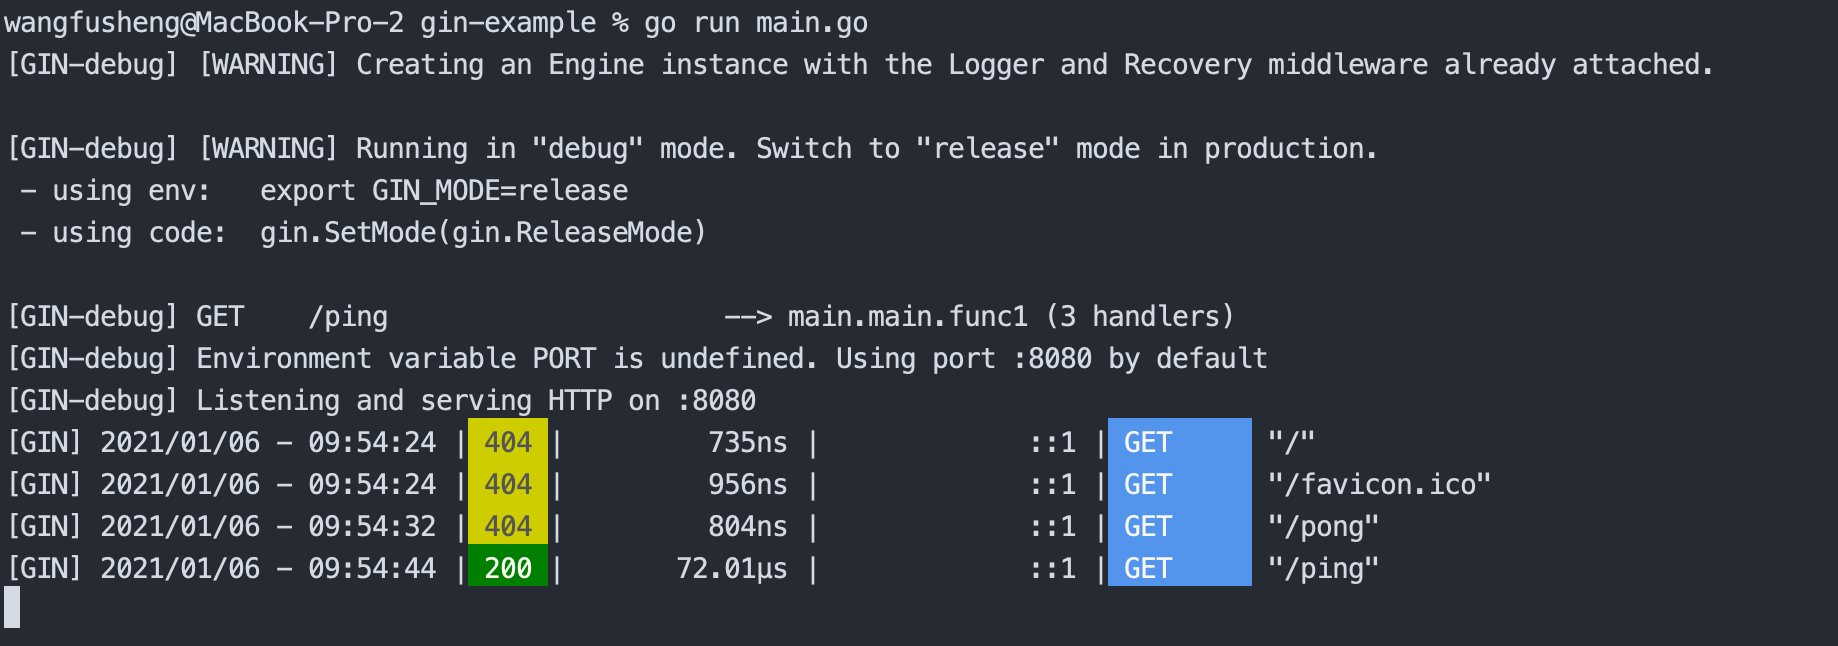 wangfusheng@MacBook-Pro-2 gin-example % go run main.go
[GIN-debug] [WARNING] Creating an Engine instance with the Logger and Recovery middleware already attached.
[GIN-debug] [WARNING] Running in "debug" mode. Switch to "release" mode in production.
 - using env:   export GIN_MODE=release
 - using code:  gin.SetMode(gin.ReleaseMode)
[GIN-debug] GET    /ping                     --> main.main.func1 (3 handlers)
[GIN-debug] Environment variable PORT is undefined. Using port :8080 by default
[GIN-debug] Listening and serving HTTP on :8080
[GIN] 2021/01/06 - 09:54:24 | 404 |         735ns |             ::1 | GET      "/"
[GIN] 2021/01/06 - 09:54:24 | 404 |         956ns |             ::1 | GET      "/favicon.ico"
[GIN] 2021/01/06 - 09:54:32 | 404 |         804ns |             ::1 | GET      "/pong"
[GIN] 2021/01/06 - 09:54:44 | 200 |       72.01µs |             ::1 | GET      "/ping"